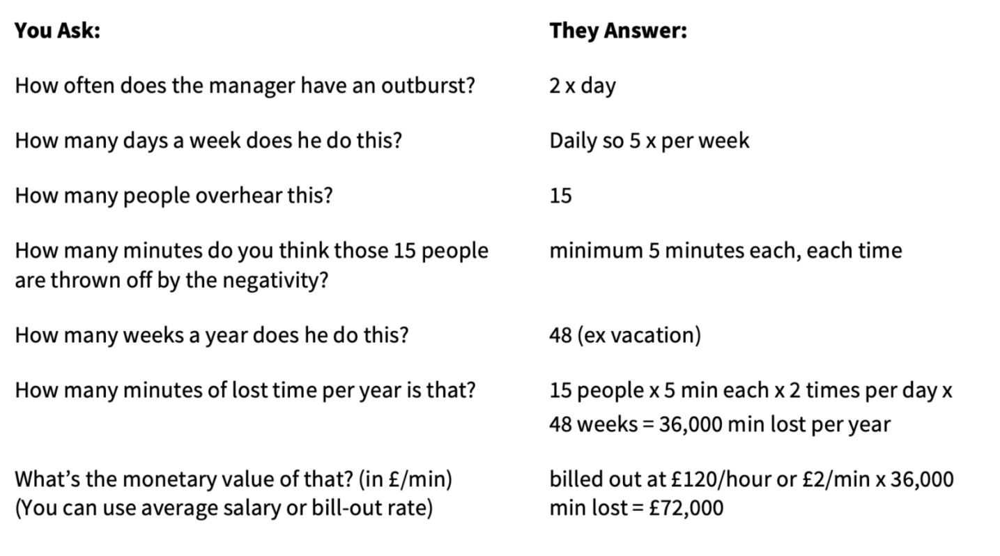 You Ask:
They Answer:
How often does the manager have an outburst?
2 x day
How many days a week does he do this?
Daily so 5 x per week
How many people overhear this?
15
How many minutes do you think those 15 people
are thrown off by the negativity?
minimum 5 minutes each, each time
How many weeks a year does he do this?
48 (ex vacation)
How many minutes of lost time per year is that?
15 people x 5 min each x 2 times per day x
48 weeks = 36,000 min lost per year
What’s the monetary value of that? (in £/min)
(You can use average salary or bill-out rate)
billed out at £120/hour or £2/min x 36,000
min lost = £72,000